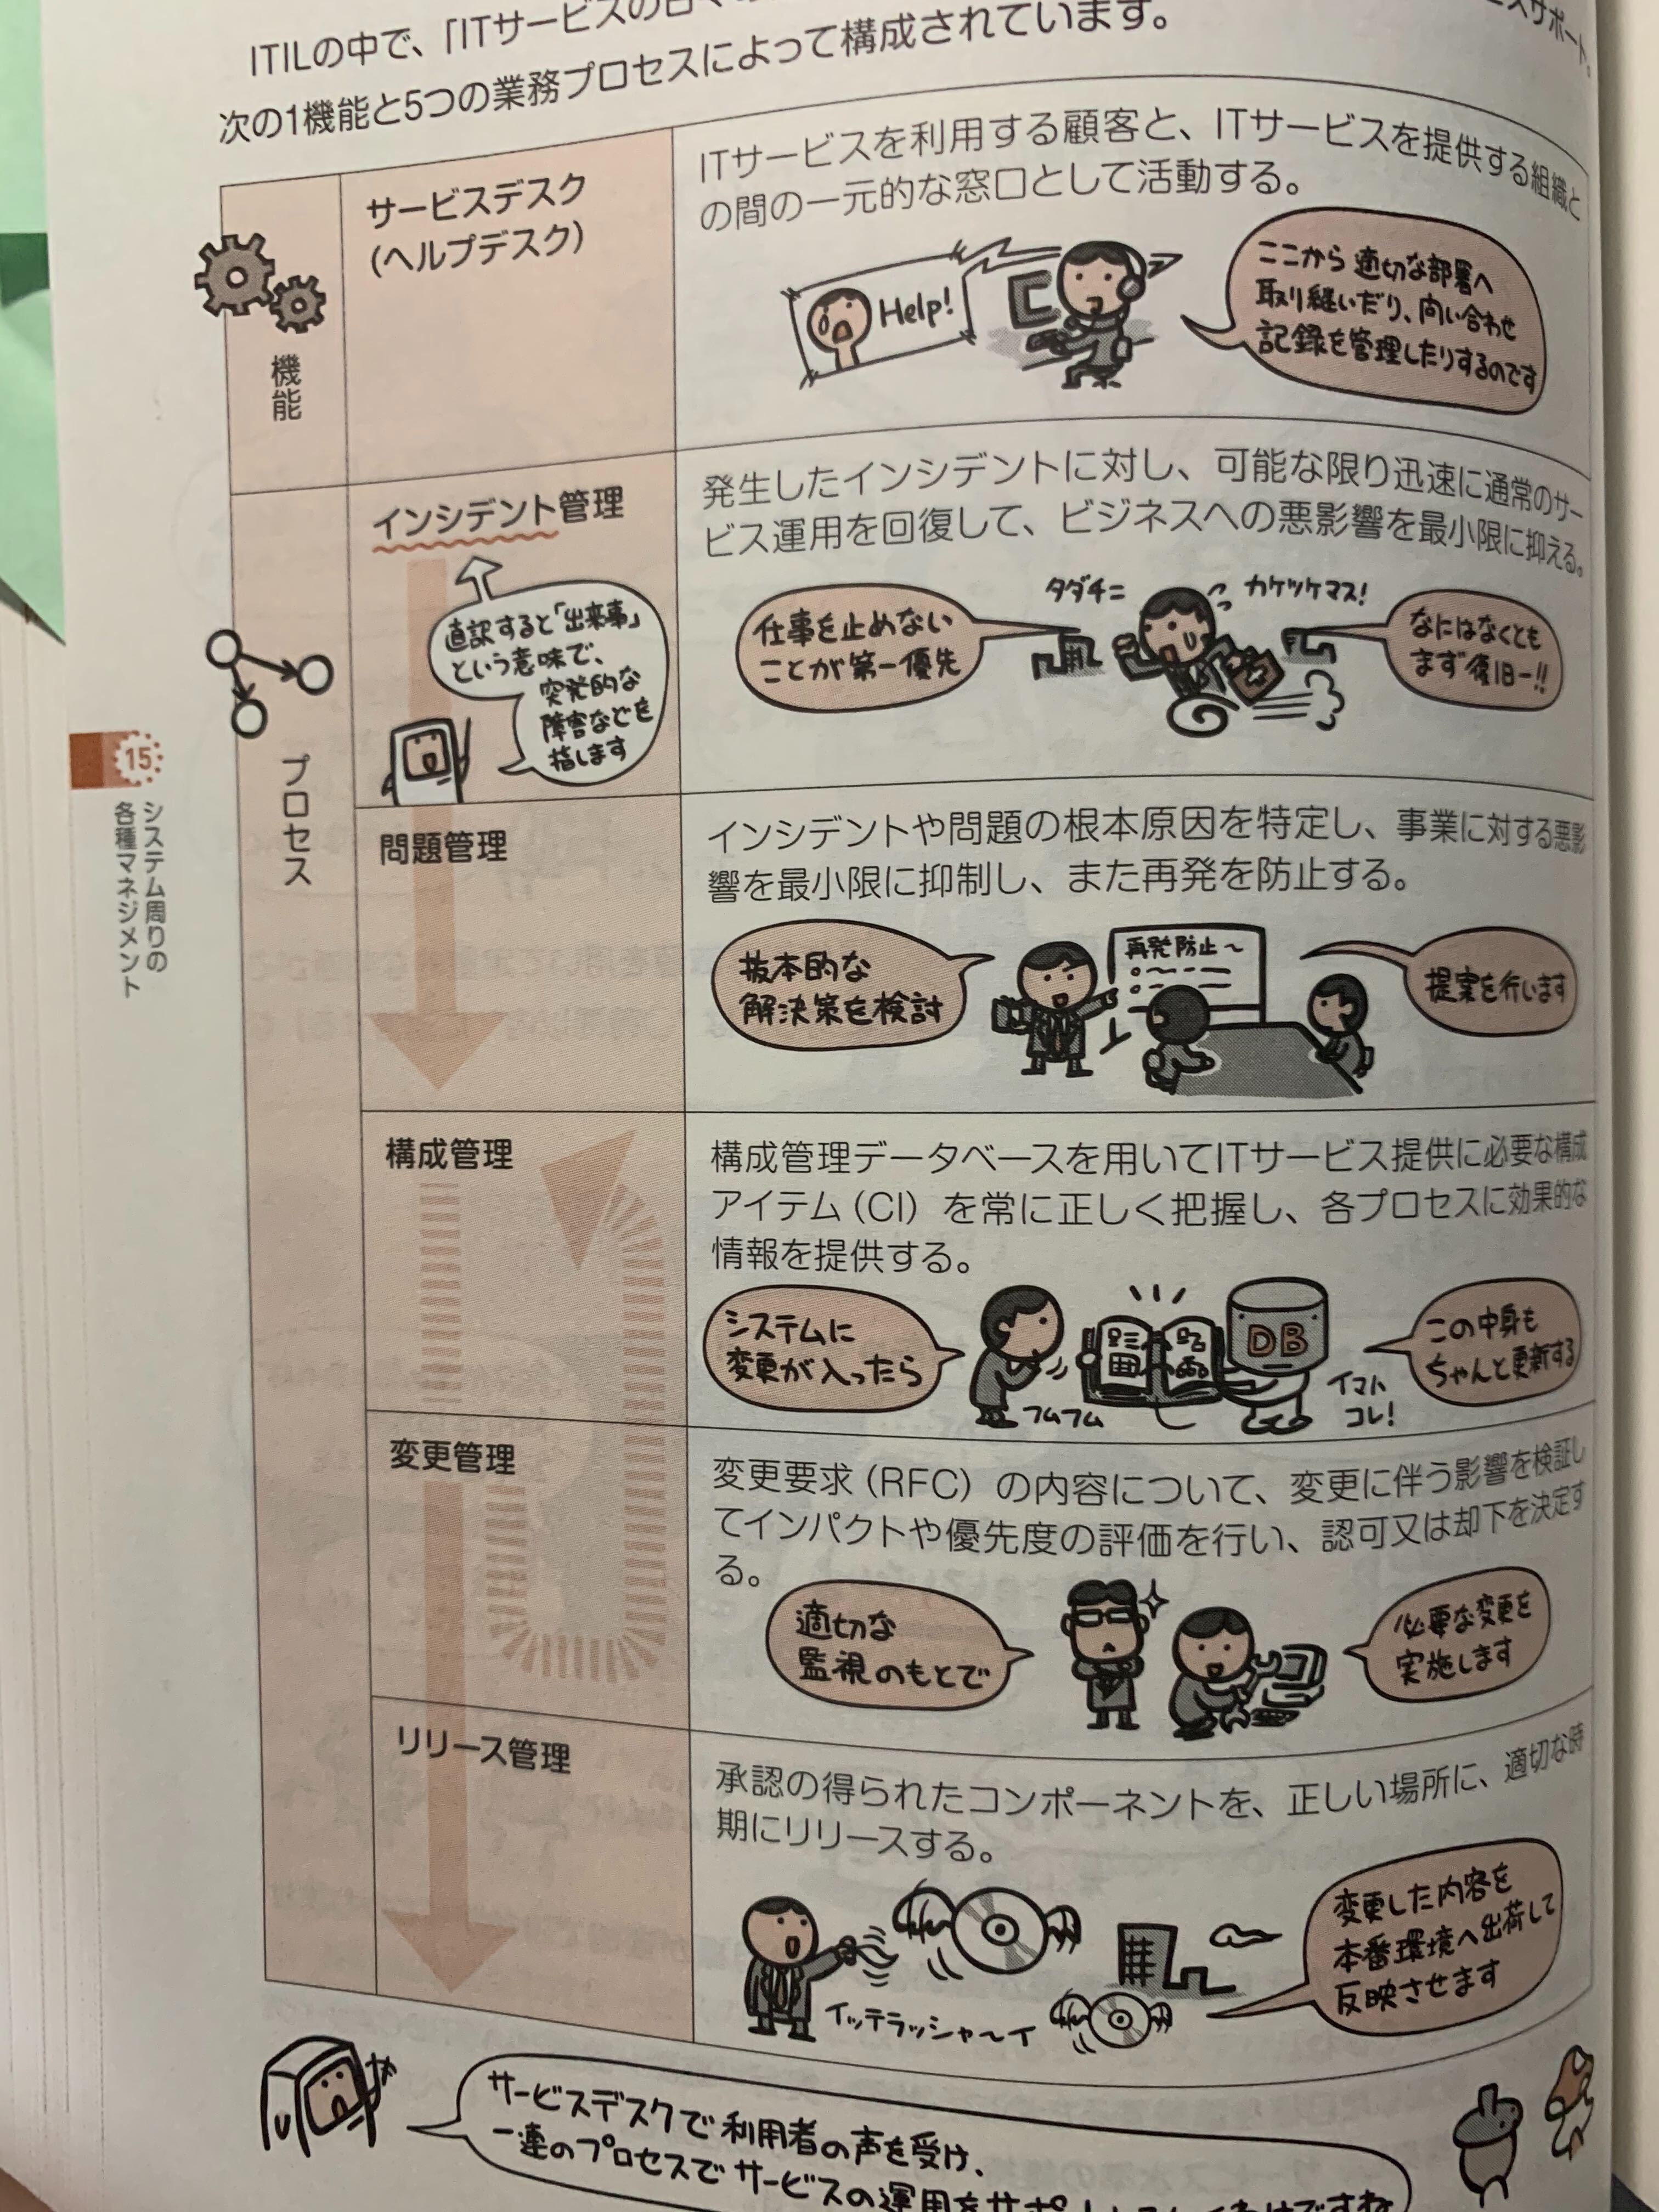 ITILの中で、「ITサービスの日々
スサポート。
次の1機能と5つの業務プロセスによって構成されています。
機能
サービスデスク
(ヘルプデスク)
ITサービスを利用する顧客と、ITサービスを提供する組織と
の間の一元的な窓口として活動する。
Help!
ここから適切な部署へ
取り継いだり、問い合わせ
記録を管理したりするのです
プロセス
インシデント管理
直訳すると「出来事」
という意味で、
突発的な
障害などを
指します
発生したインシデントに対し、可能な限り迅速に通常のサー
ビス運用を回復して、ビジネスへの悪影響を最小限に抑える。
仕事を止めない
ことが第一優先
タダチニ
カケツケマス!
なにはなくとも
まず復旧ー!!
問題管理
インシデントや問題の根本原因を特定し、事業に対する悪影
響を最小限に抑制し、また再発を防止する。
抜本的な
解決策を検討
再発防止～
提案を行います
構成管理
構成管理データベースを用いてITサービス提供に必要な構成
アイテム(CI)を常に正しく把握し、各プロセスに効果的な
情報を提供する。
システムに
変更が入ったら
フムフム
DB
イマト
コレ!
この中身も
ちゃんと更新する
変更管理
変更要求(RFC)の内容について、変更に伴う影響を検証し
てインパクトや優先度の評価を行い、認可又は却下を決定す
る。
適切な
監視のもとで
必要な変更を
実施します
リリース管理
承認の得られたコンポーネントを、正しい場所に、適切な時
期にリリースする。
イッテラッシャ～イ
変更した内容を
本番環境へ出荷して
反映させます
15
システム周りの
各種マネジメント
サービスデスクで利用者の声を受け、
一連のプロセスでサービスの運用をサポ